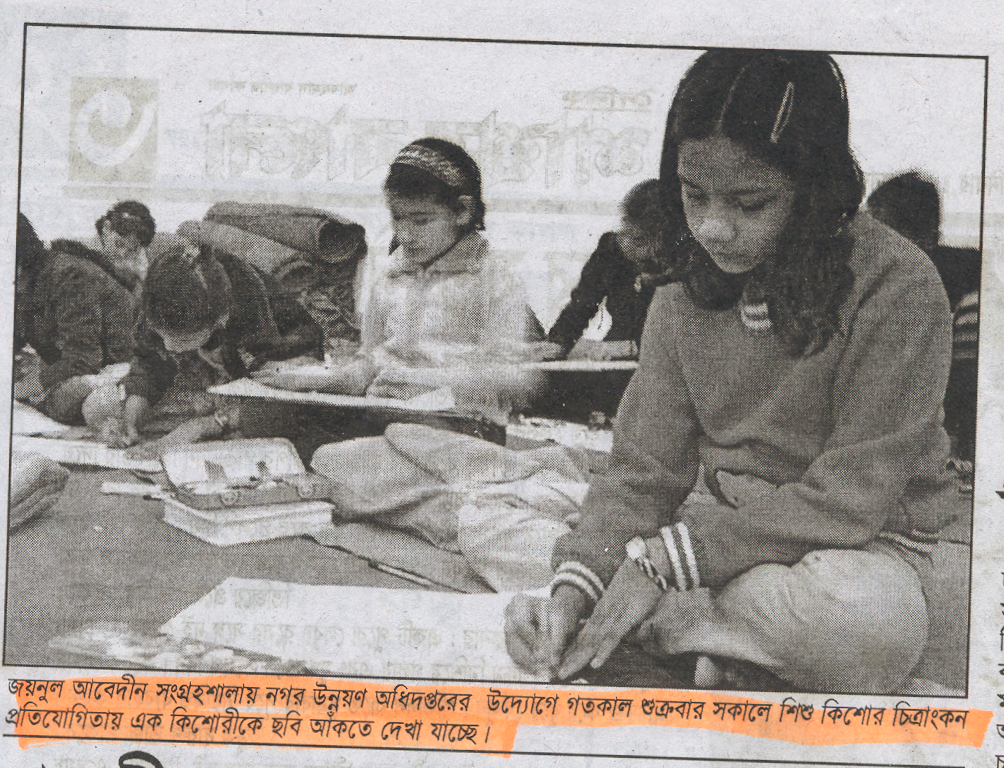 জয়নুল আবেদীন সংগ্রহশালায় নগর উন্নয়ণ অধিদপ্তরের উদ্যোগে গতকাল শুক্রবার সকালে শিশু কিশোর চিত্রাংকন
প্রতিযোগিতায় এক কিশোরীকে ছবি আঁকতে দেখা যাচ্ছে।